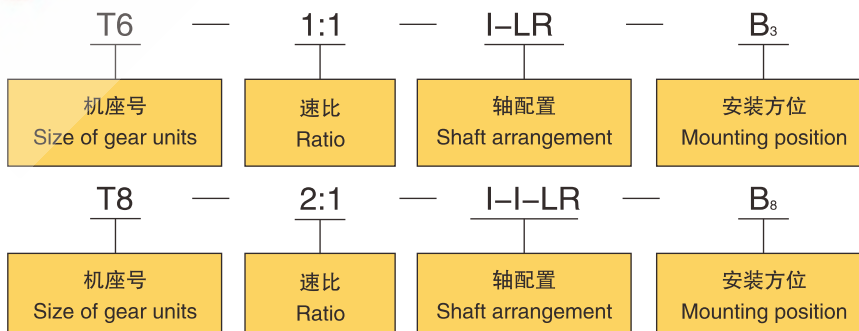 T6 — 1:1 — I-LR — B₃
机座号 速比 轴配置 安装方位
Size of gear units Ratio Shaft arrangement Mounting position
T8 — 2:1 — I-I-LR — B₈
机座号 速比 轴配置 安装方位
Size of gear units Ratio Shaft arrangement Mounting position